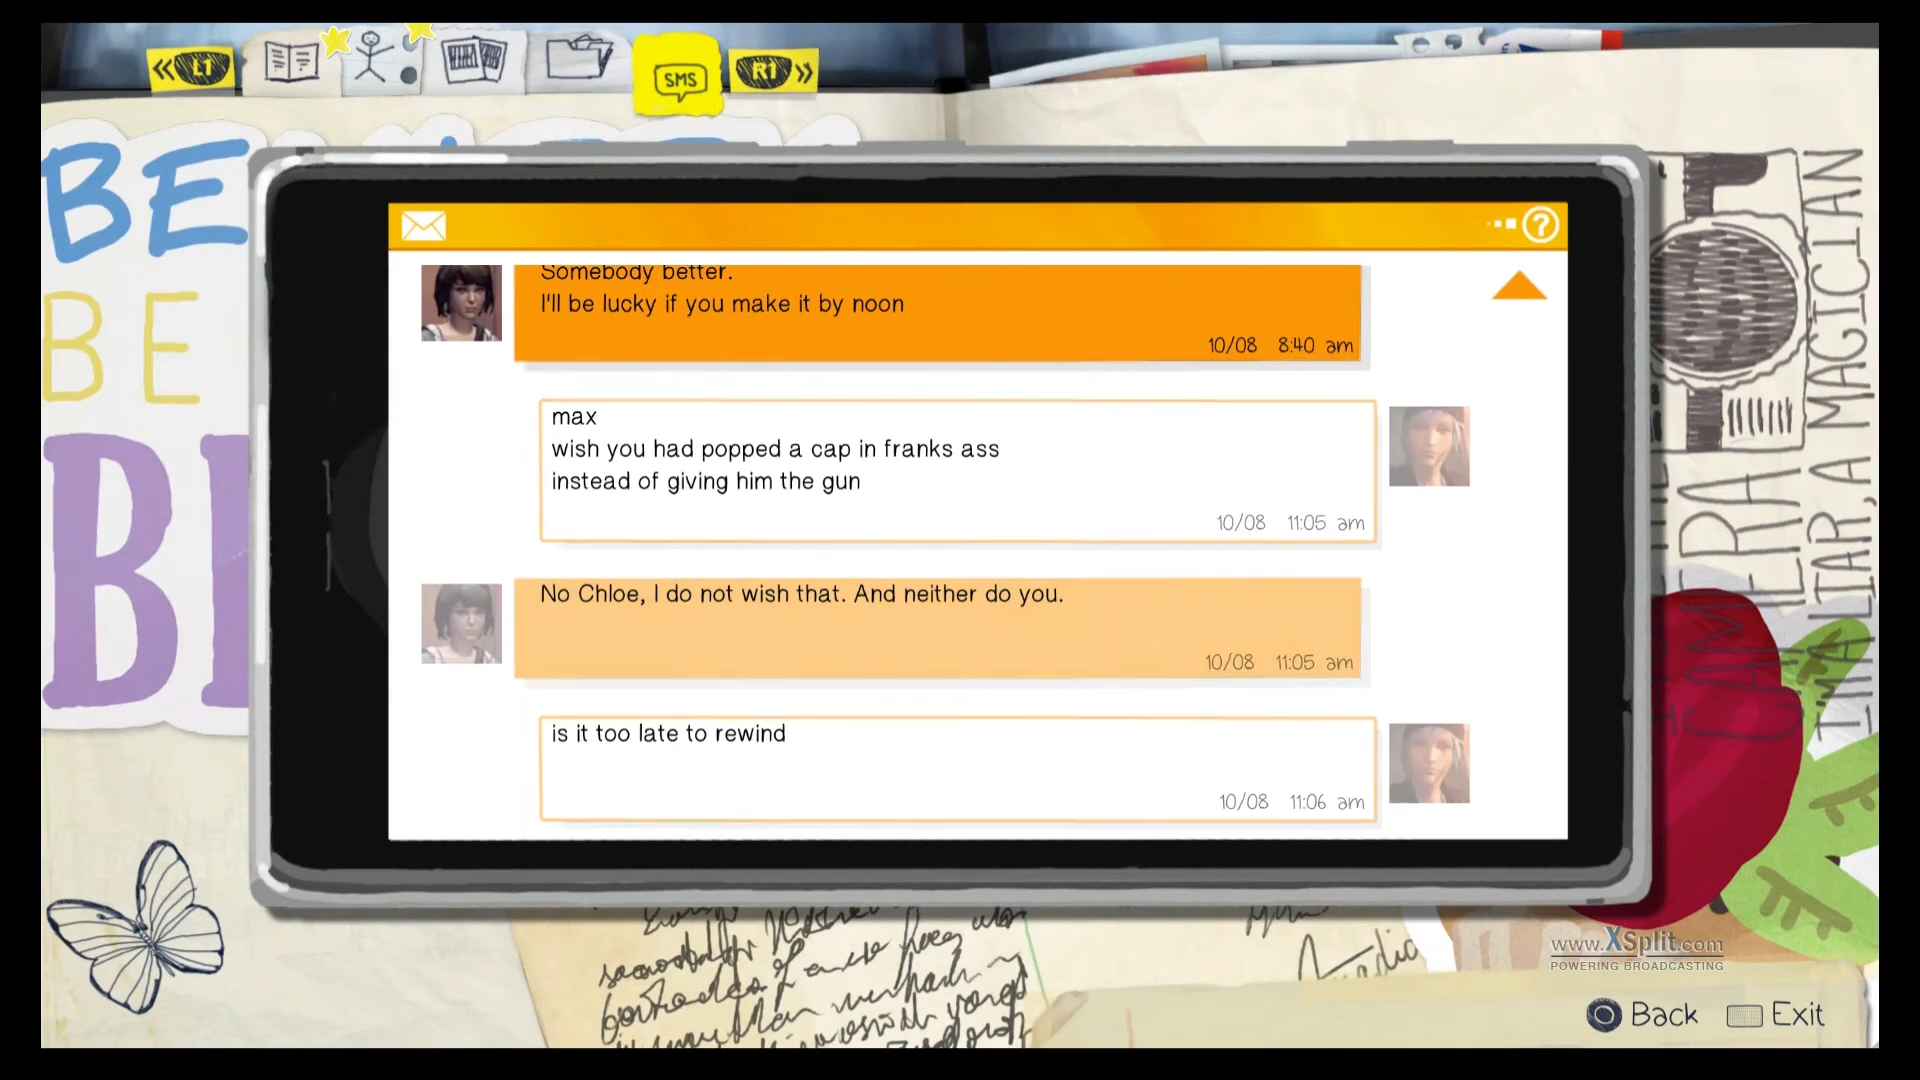 L1
SMS
R1
BE
BE
Somebody better.
I'll be lucky if you make it by noon
10/08 8:40 am
max
wish you had popped a cap in franks ass
instead of giving him the gun
10/08 11:05 am
No Chloe, I do not wish that. And neither do you.
10/08 11:05 am
is it too late to rewind
10/08 11:06 am
CAMERA
I'M A LIAR, A MAGICIAN
www.XSplit.com
POWERING BROADCASTING
Back
Exit